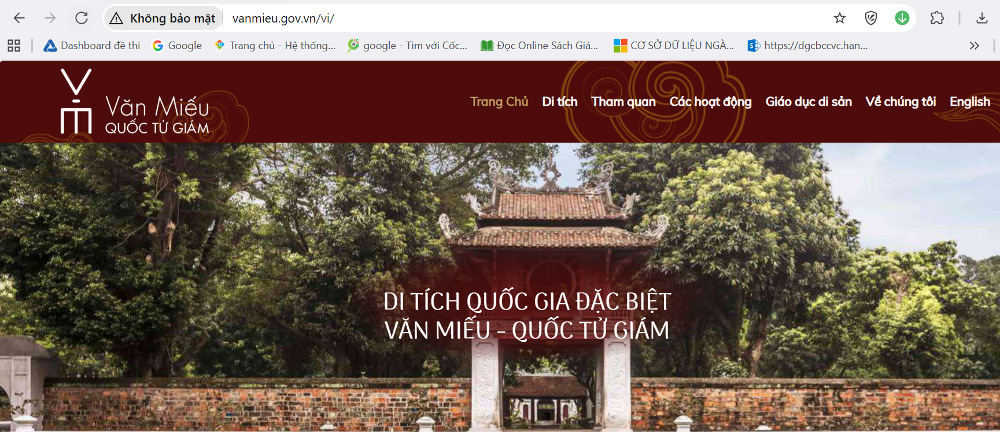 Không bảo mật vanmieu.gov.vn/vi/
Dashboard đề thi Google Trang chủ - Hệ thống... google - Tìm với Cốc... Đọc Online Sách Giá... CƠ SỞ DỮ LIỆU NGÀ... https://dgcbccvc.han...
Văn Miếu
QUỐC TỬ GIÁM
Trang Chủ Di tích Tham quan Các hoạt động Giáo dục di sản Về chúng tôi English
DI TÍCH QUỐC GIA ĐẶC BIỆT
VĂN MIẾU - QUỐC TỬ GIÁM